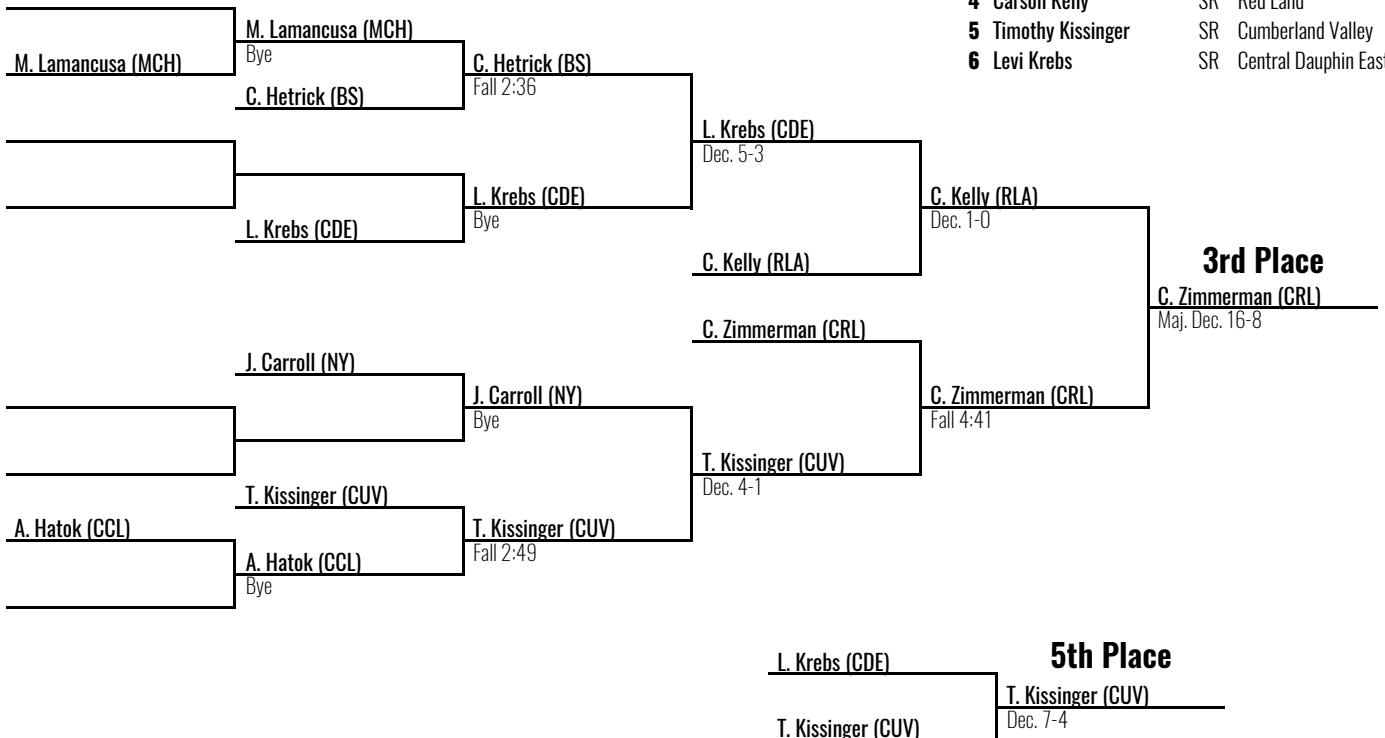 4 Carson Kelly SR Red Land
5 Timothy Kissinger SR Cumberland Valley
6 Levi Krebs SR Central Dauphin East
M. Lamancusa (MCH)
M. Lamancusa (MCH)
Bye
C. Hetrick (BS)
C. Hetrick (BS)
Fall 2:36
L. Krebs (CDE)
L. Krebs (CDE)
Bye
L. Krebs (CDE)
Dec. 5-3
C. Kelly (RLA)
C. Kelly (RLA)
Dec. 1-0
3rd Place
C. Zimmerman (CRL)
Maj. Dec. 16-8
C. Zimmerman (CRL)
C. Zimmerman (CRL)
Fall 4:41
J. Carroll (NY)
J. Carroll (NY)
Bye
T. Kissinger (CUV)
Dec. 4-1
T. Kissinger (CUV)
T. Kissinger (CUV)
Fall 2:49
A. Hatok (CCL)
A. Hatok (CCL)
Bye
5th Place
L. Krebs (CDE)
T. Kissinger (CUV)
Dec. 7-4
T. Kissinger (CUV)